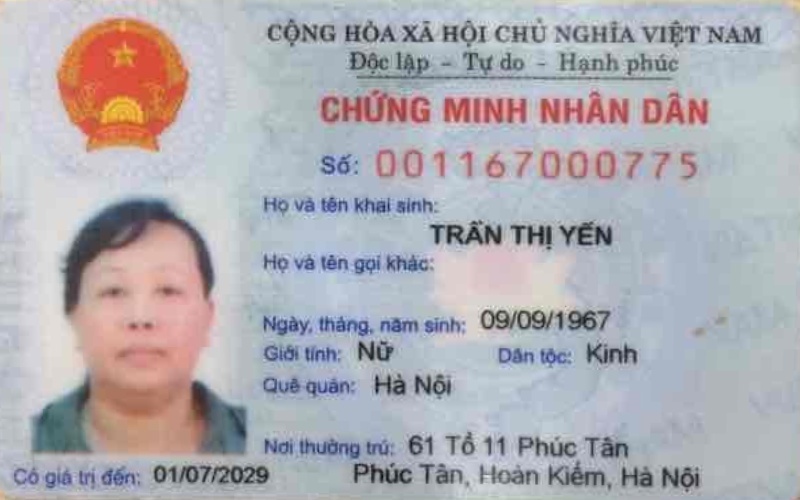 CỘNG HÒA XÃ HỘI CHỦ NGHĨA VIỆT NAM
Độc lập - Tự do - Hạnh phúc
CHỨNG MINH NHÂN DÂN
Số: 001167000775
Họ và tên khai sinh:
TRẦN THỊ YẾN
Họ và tên gọi khác:
Ngày, tháng, năm sinh: 09/09/1967
Giới tính: Nữ Dân tộc: Kinh
Quê quán: Hà Nội
Nơi thường trú: 61 Tổ 11 Phúc Tân
Phúc Tân, Hoàn Kiếm, Hà Nội
Có giá trị đến: 01/07/2029